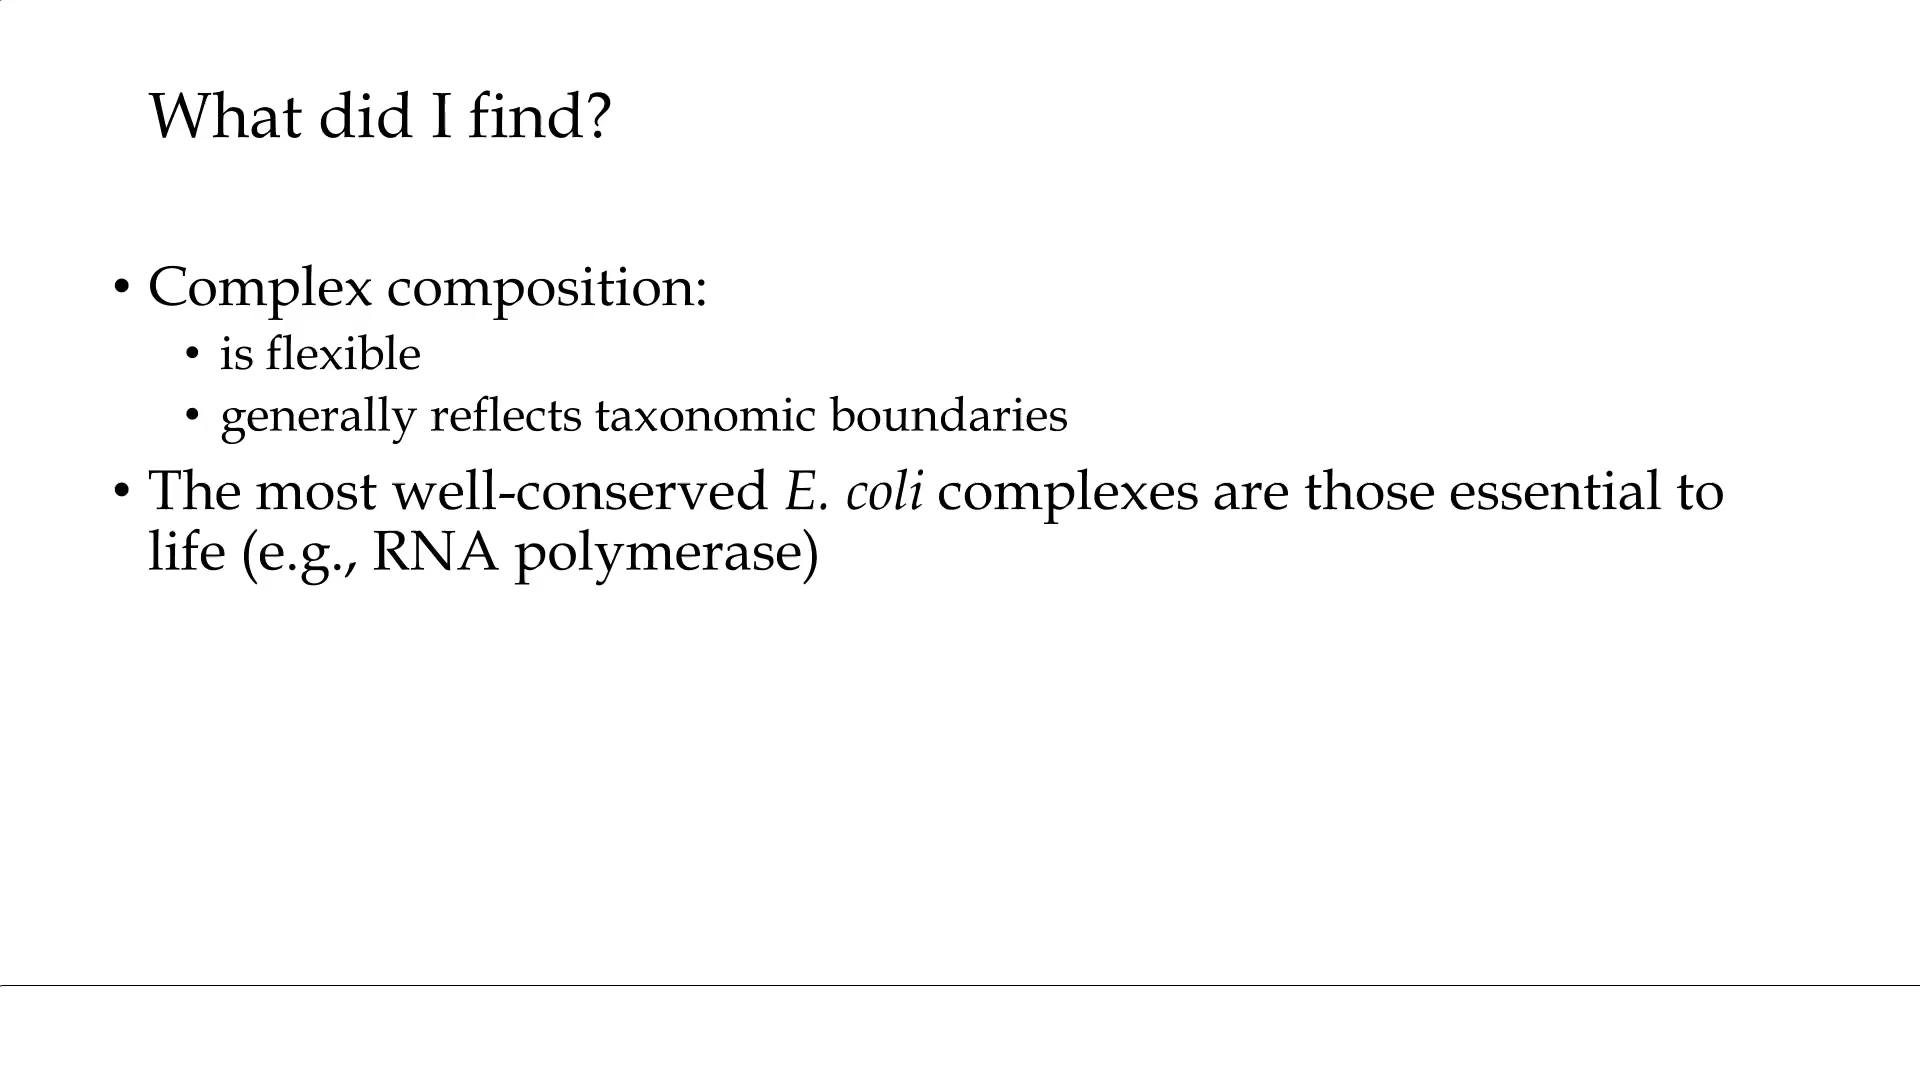 What did I find?
• Complex composition:
• is flexible
• generally reflects taxonomic boundaries
• The most well-conserved E. coli complexes are those essential to
life (e.g., RNA polymerase)